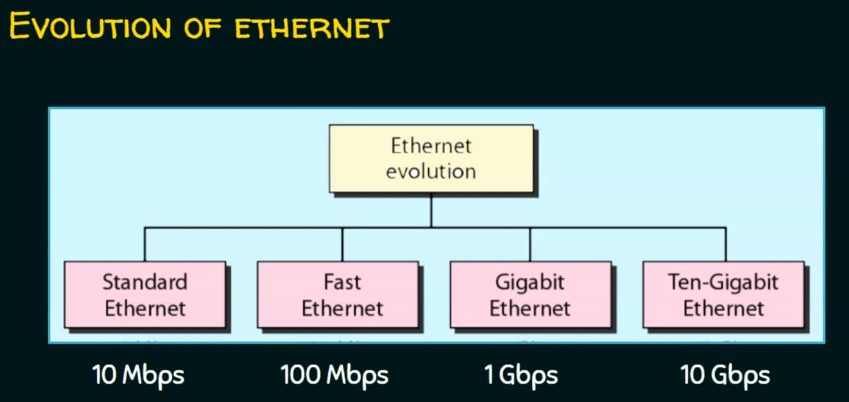 EVOLUTION OF ETHERNET
Ethernet
evolution
Standard
Ethernet
Fast
Ethernet
Gigabit
Ethernet
Ten-Gigabit
Ethernet
10 Mbps
100 Mbps
1 Gbps
10 Gbps